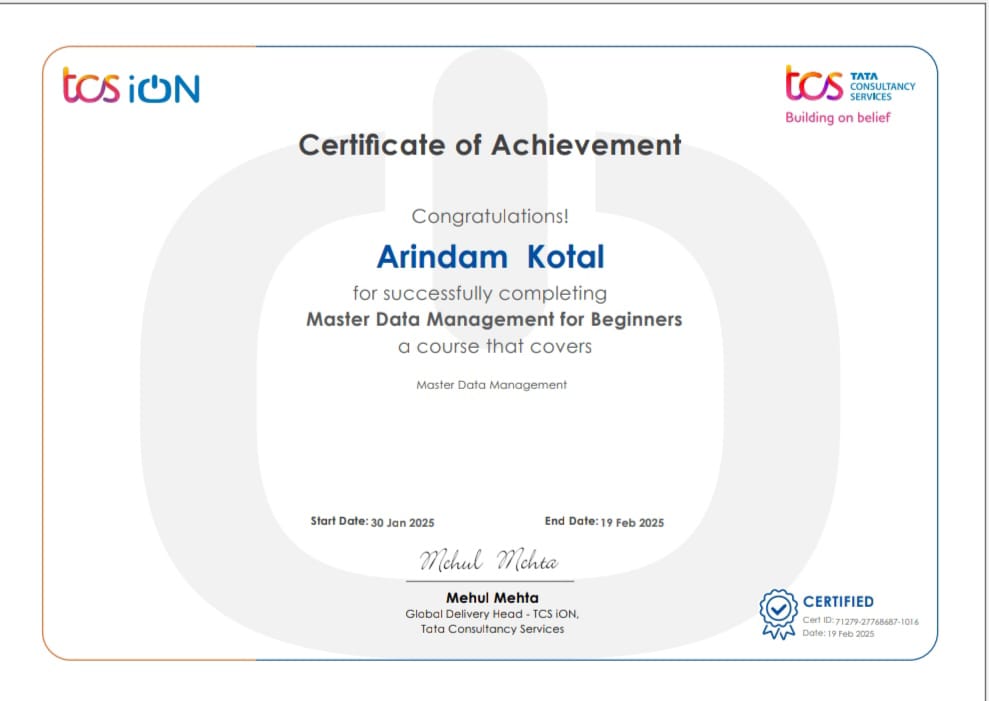 tcs iON
tcs TATA
CONSULTANCY
SERVICES
Building on belief
Certificate of Achievement
Congratulations!
Arindam Kotal
for successfully completing
Master Data Management for Beginners
a course that covers
Master Data Management
Start Date: 30 Jan 2025 End Date: 19 Feb 2025
Mehul Mehta
Mehul Mehta
Global Delivery Head - TCS iON,
Tata Consultancy Services
CERTIFIED
Cert ID: 71279-27768687-1016
Date: 19 Feb 2025